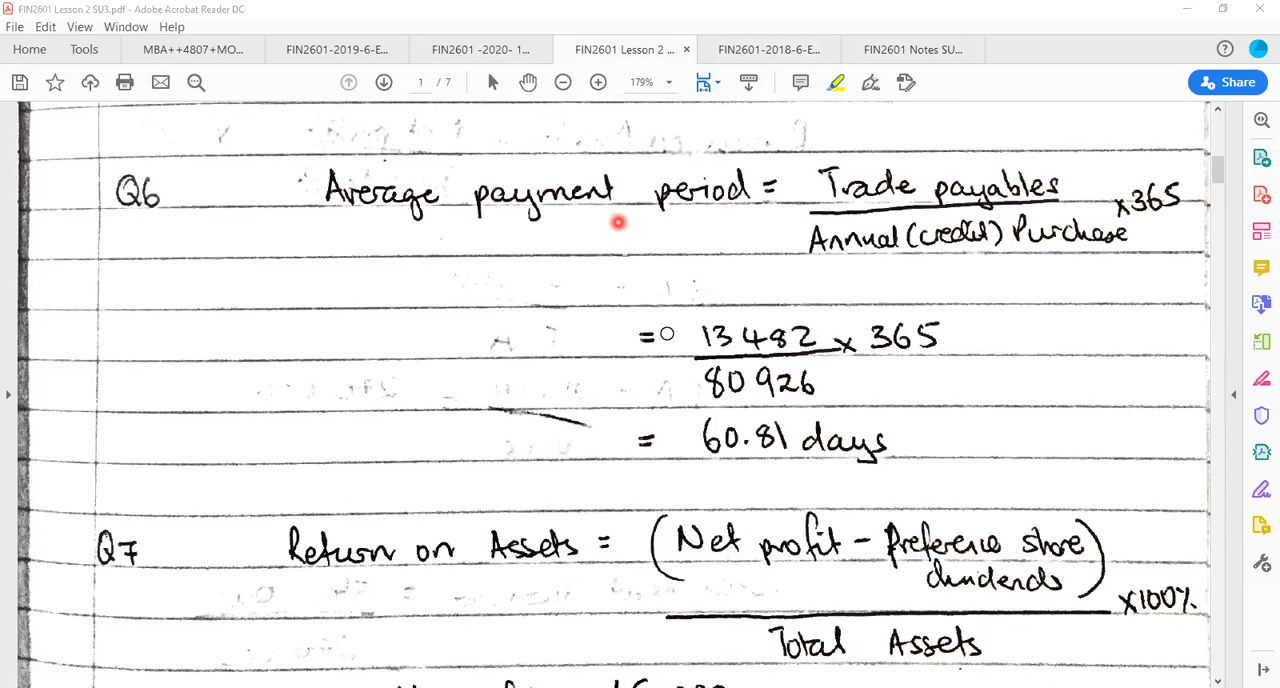 FIN2601 Lesson 2 SU3.pdf - Adobe Acrobat Reader DC
File Edit View Window Help
Home Tools MBA++4807+MO... FIN2601-2019-6-E... FIN2601 -2020- 1... FIN2601 Lesson 2 ... × FIN2601-2018-6-E... FIN2601 Notes SU...
1 / 7 179% Share
Q6 Average payment period = Trade payables x365
Annual (credit) Purchase
= 13 482 x 365
80 926
= 60.81 days
Q7 Return on Assets = (Net profit - Preference share
dividends) x100%
Total Assets